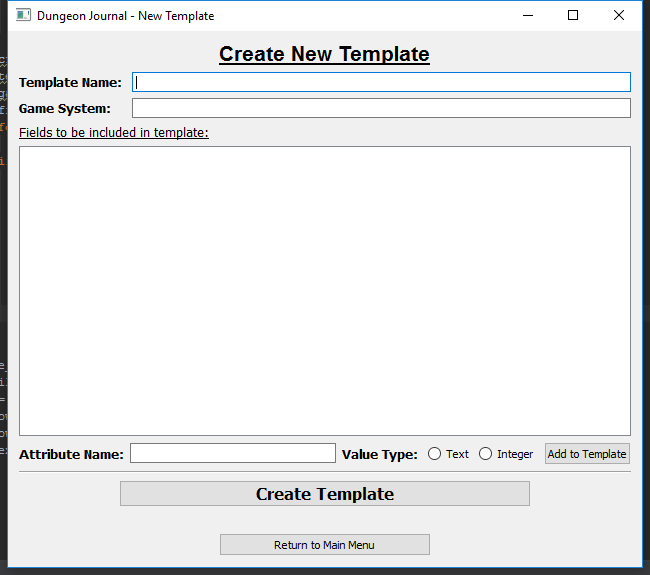 Dungeon Journal - New Template
Create New Template
Template Name:
Game System:
Fields to be included in template:
Attribute Name: Value Type: Text Integer Add to Template
Create Template
Return to Main Menu